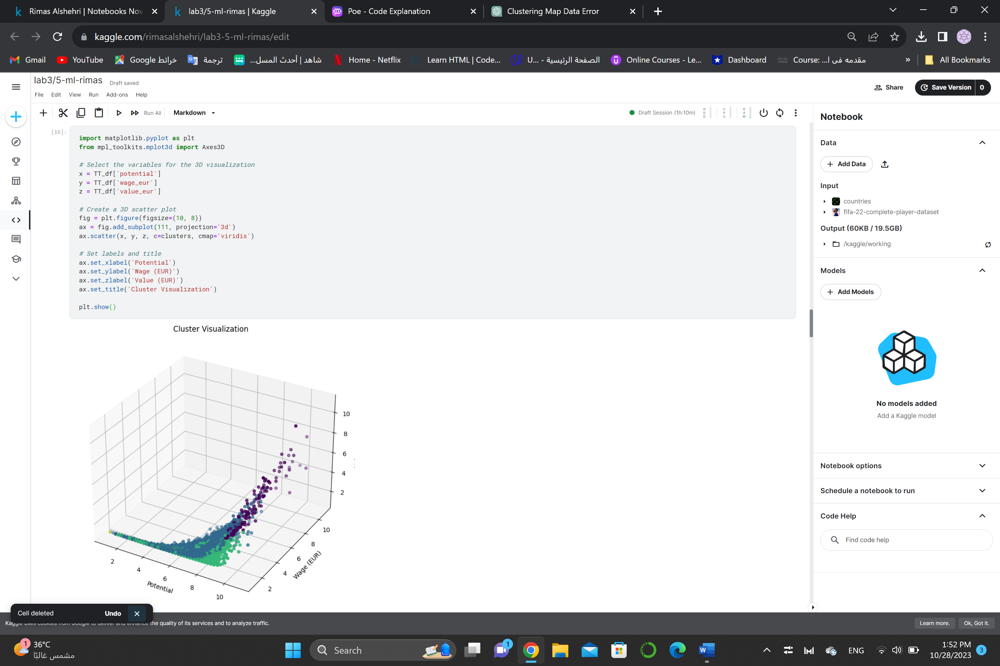 Rimas Alshehri | Notebooks Nov
lab3/5-ml-rimas | Kaggle
Poe - Code Explanation
Clustering Map Data Error
kaggle.com/rimasalshehri/lab3-5-ml-rimas/edit
Gmail
YouTube
خرائط Google
ترجمة
شاهد | أحدث المسل...
Home - Netflix
Learn HTML | Code...
الصفحة الرئيسية - U...
Online Courses - Le...
Dashboard
Course: مقدمه فى ا...
»
All Bookmarks
lab3/5-ml-rimas
Draft saved
File Edit View Run Add-ons Help
Share
Save Version 0
Run All
Markdown
Draft Session (1h:10m)
HDD
CPU
RAM
[16]:
import matplotlib.pyplot as plt
from mpl_toolkits.mplot3d import Axes3D
# Select the variables for the 3D visualization
x = TT_df['potential']
y = TT_df['wage_eur']
z = TT_df['value_eur']
# Create a 3D scatter plot
fig = plt.figure(figsize=(10, 8))
ax = fig.add_subplot(111, projection='3d')
ax.scatter(x, y, z, c=clusters, cmap='viridis')
# Set labels and title
ax.set_xlabel('Potential')
ax.set_ylabel('Wage (EUR)')
ax.set_zlabel('Value (EUR)')
ax.set_title('Cluster Visualization')
plt.show()
Cluster Visualization
10
8
6
4
2
10
8
6
4
2
Wage (EUR)
2
4
6
8
10
Potential
Notebook
Data
Add Data
Input
countries
fifa-22-complete-player-dataset
Output (60KB / 19.5GB)
/kaggle/working
Models
Add Models
No models added
Add a Kaggle model
Notebook options
Schedule a notebook to run
Code Help
Find code help
Cell deleted
Undo
Kaggle uses cookies from Google to deliver and enhance the quality of its services and to analyze traffic.
Learn more.
Ok, Got it.
1
36°C
مشمس غالبًا
Search
1
ENG
1:52 PM
10/28/2023
3